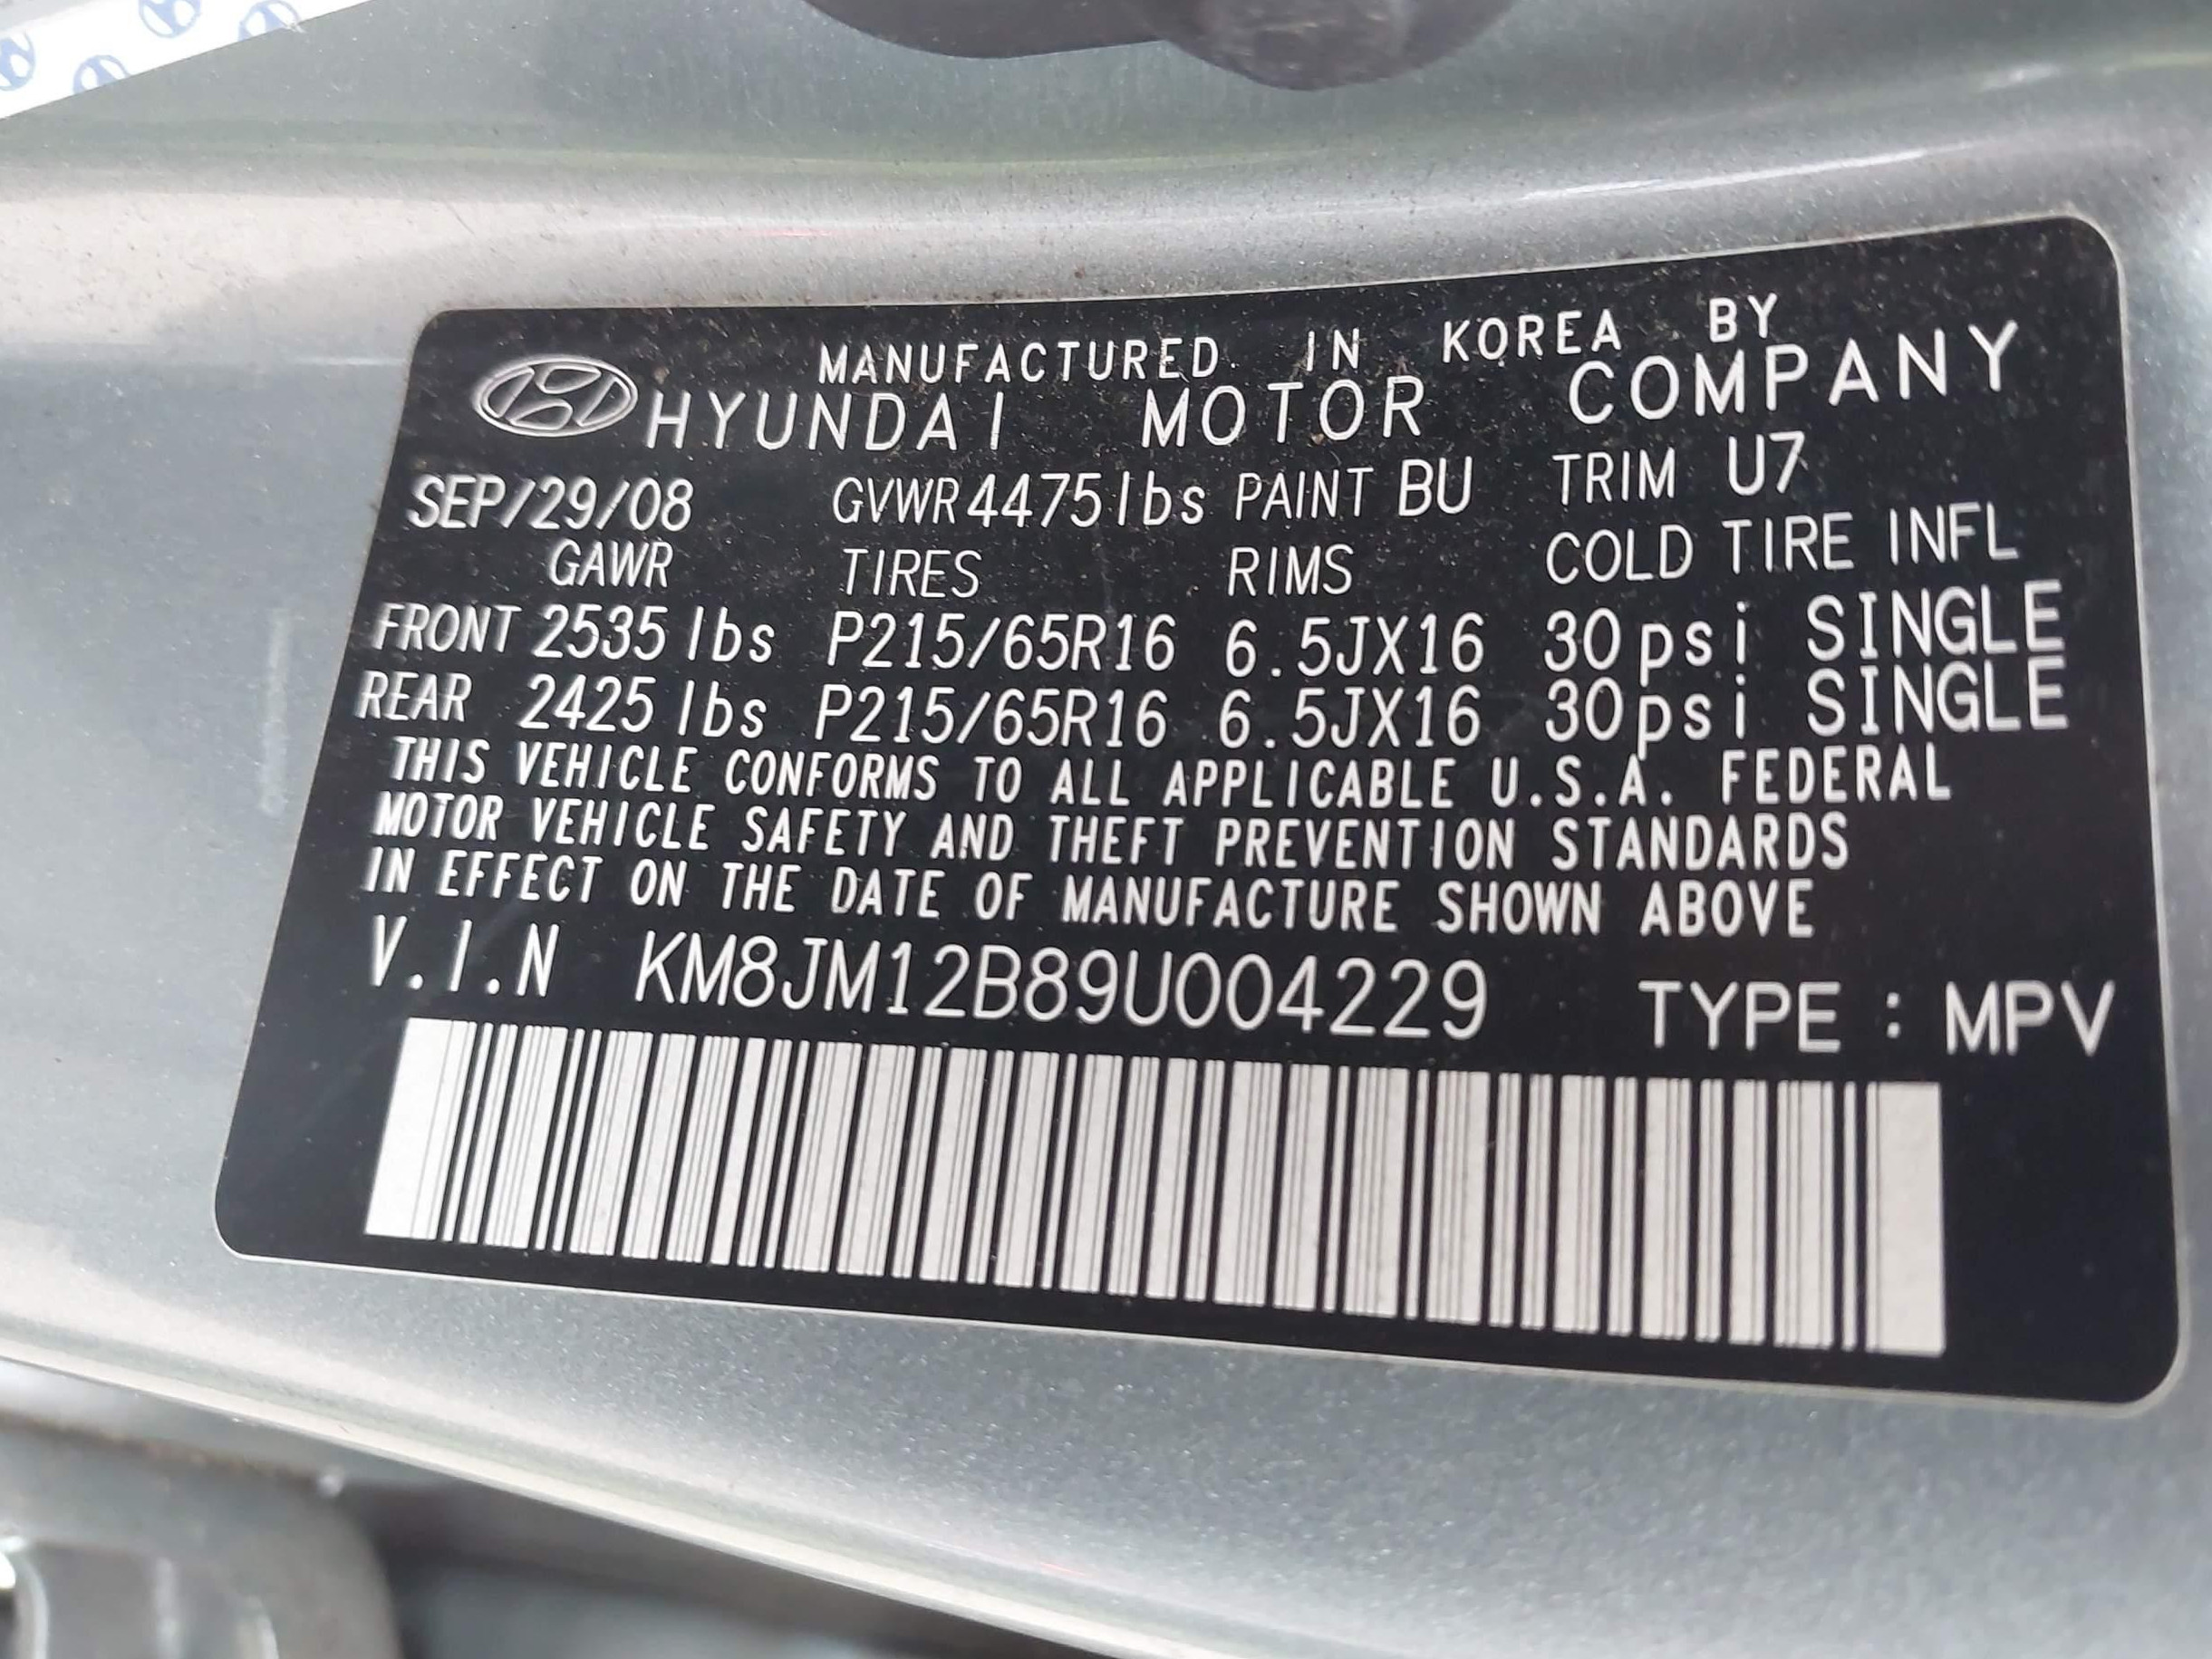 MANUFACTURED IN KOREA BY
HYUNDAI MOTOR COMPANY
SEP/29/08 GVWR 4475 lbs PAINT BU TRIM U7
GAWR TIRES RIMS COLD TIRE INFL
FRONT 2535 lbs P215/65R16 6.5JX16 30psi SINGLE
REAR 2425 lbs P215/65R16 6.5JX16 30psi SINGLE
THIS VEHICLE CONFORMS TO ALL APPLICABLE U.S.A. FEDERAL
MOTOR VEHICLE SAFETY AND THEFT PREVENTION STANDARDS
IN EFFECT ON THE DATE OF MANUFACTURE SHOWN ABOVE
V.I.N KM8JM12B89U004229 TYPE : MPV